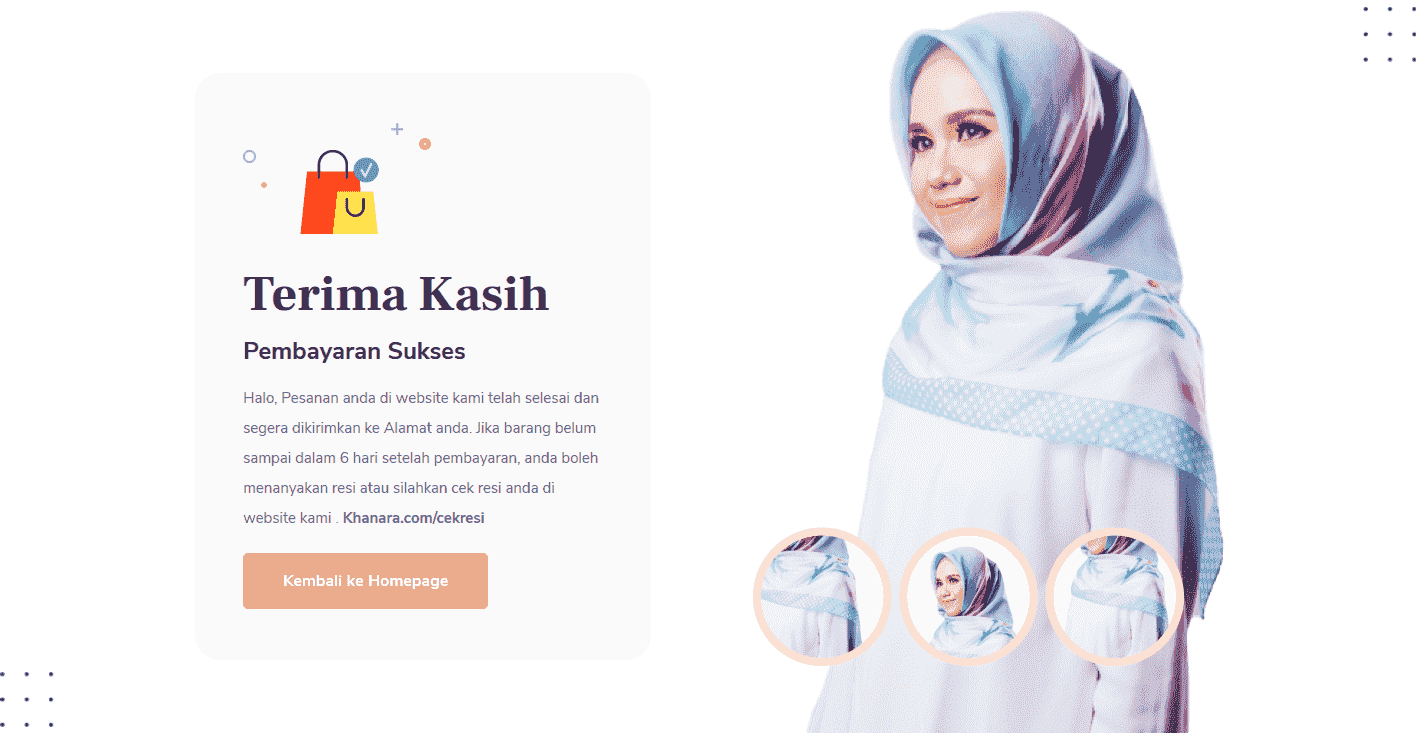 Terima Kasih
Pembayaran Sukses
Halo, Pesanan anda di website kami telah selesai dan
segera dikirimkan ke Alamat anda. Jika barang belum
sampai dalam 6 hari setelah pembayaran, anda boleh
menanyakan resi atau silahkan cek resi anda di
website kami . Khanara.com/cekresi
Kembali ke Homepage